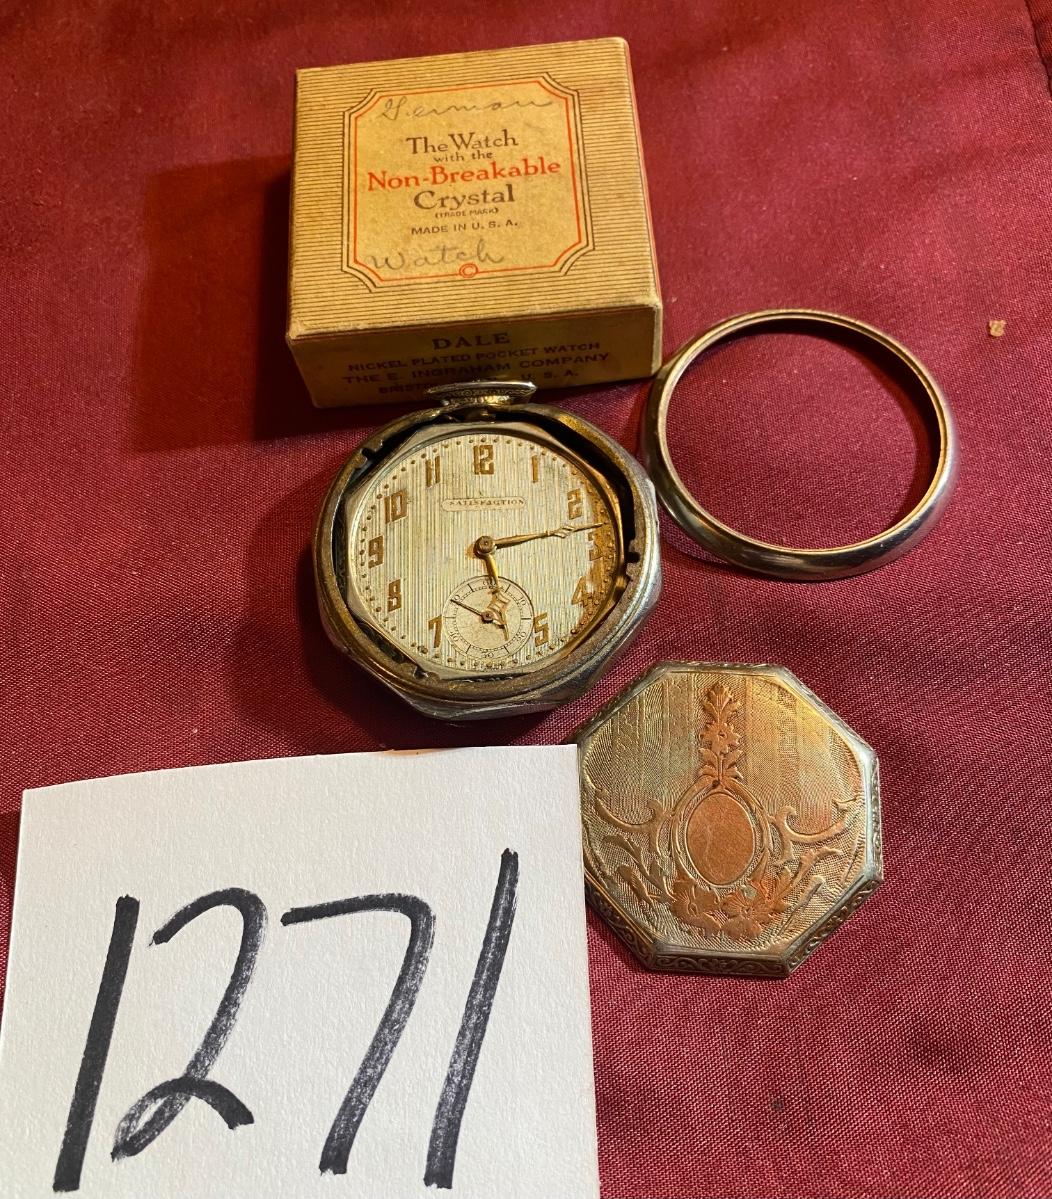 German
The Watch
with the
Non-Breakable
Crystal
(TRADE MARK)
MADE IN U. S. A.
Watch
©
DALE
NICKEL PLATED POCKET WATCH
THE E. INGRAHAM COMPANY
U. S. A.
12
11
1
10
2
SATISFACTION
9
3
8
4
7
5
60
1271